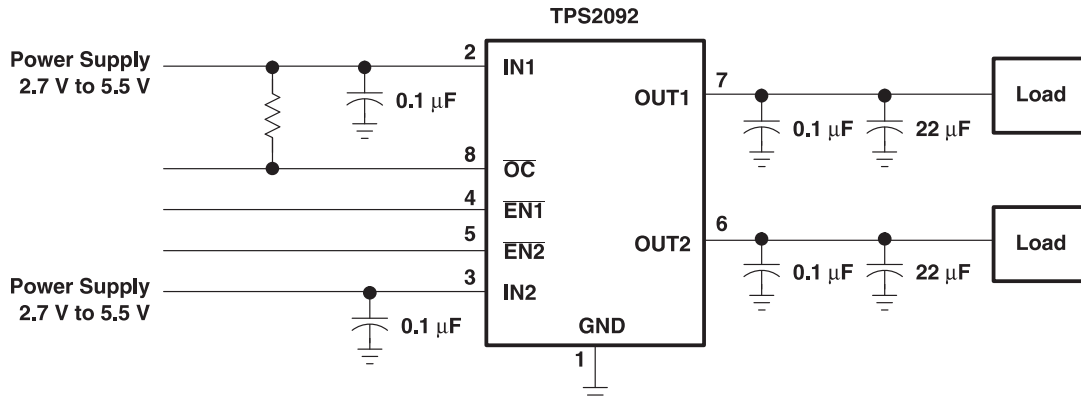 TPS2092
Power Supply
2.7 V to 5.5 V
2
IN1
0.1 μF
7
OUT1
0.1 μF
22 μF
Load
8
OC
4
EN1
5
EN2
6
OUT2
0.1 μF
22 μF
Load
Power Supply
2.7 V to 5.5 V
3
IN2
0.1 μF
GND
1